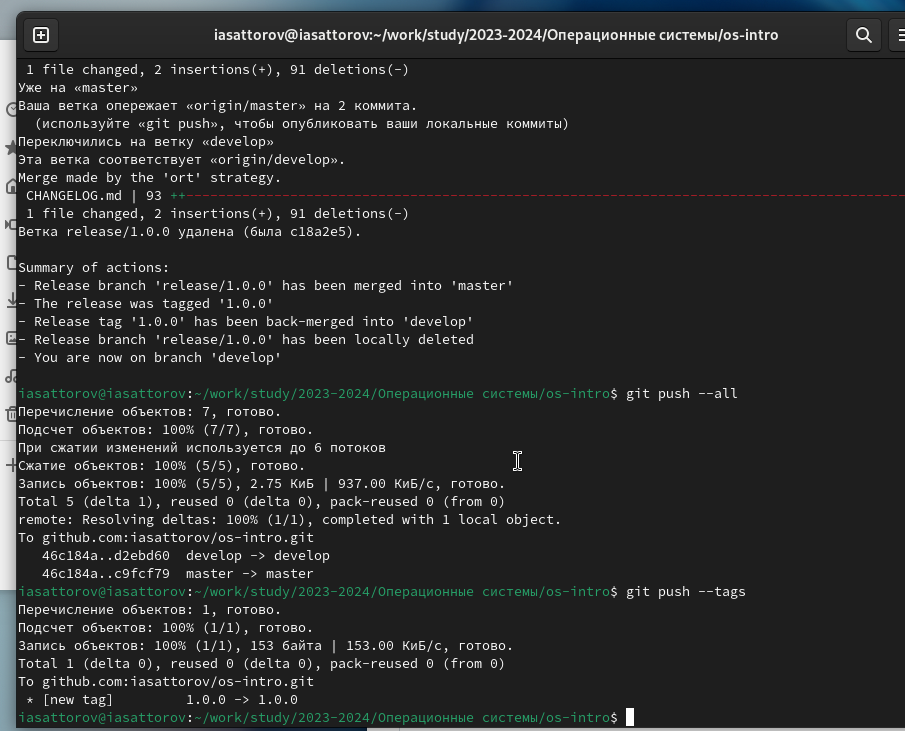 iasattorov@iasattorov:~/work/study/2023-2024/Операционные системы/os-intro
 1 file changed, 2 insertions(+), 91 deletions(-)
Уже на «master»
Ваша ветка опережает «origin/master» на 2 коммита.
  (используйте «git push», чтобы опубликовать ваши локальные коммиты)
Переключились на ветку «develop»
Эта ветка соответствует «origin/develop».
Merge made by the 'ort' strategy.
 CHANGELOG.md | 93 ++-----------------------------------------------------------------------------------------
 1 file changed, 2 insertions(+), 91 deletions(-)
Ветка release/1.0.0 удалена (была c18a2e5).

Summary of actions:
- Release branch 'release/1.0.0' has been merged into 'master'
- The release was tagged '1.0.0'
- Release tag '1.0.0' has been back-merged into 'develop'
- Release branch 'release/1.0.0' has been locally deleted
- You are now on branch 'develop'

iasattorov@iasattorov:~/work/study/2023-2024/Операционные системы/os-intro$ git push --all
Перечисление объектов: 7, готово.
Подсчет объектов: 100% (7/7), готово.
При сжатии изменений используется до 6 потоков
Сжатие объектов: 100% (5/5), готово.
Запись объектов: 100% (5/5), 2.75 КиБ | 937.00 КиБ/с, готово.
Total 5 (delta 1), reused 0 (delta 0), pack-reused 0 (from 0)
remote: Resolving deltas: 100% (1/1), completed with 1 local object.
To github.com:iasattorov/os-intro.git
   46c184a..d2ebd60  develop -> develop
   46c184a..c9fcf79  master -> master
iasattorov@iasattorov:~/work/study/2023-2024/Операционные системы/os-intro$ git push --tags
Перечисление объектов: 1, готово.
Подсчет объектов: 100% (1/1), готово.
Запись объектов: 100% (1/1), 153 байта | 153.00 КиБ/с, готово.
Total 1 (delta 0), reused 0 (delta 0), pack-reused 0 (from 0)
To github.com:iasattorov/os-intro.git
 * [new tag]         1.0.0 -> 1.0.0
iasattorov@iasattorov:~/work/study/2023-2024/Операционные системы/os-intro$